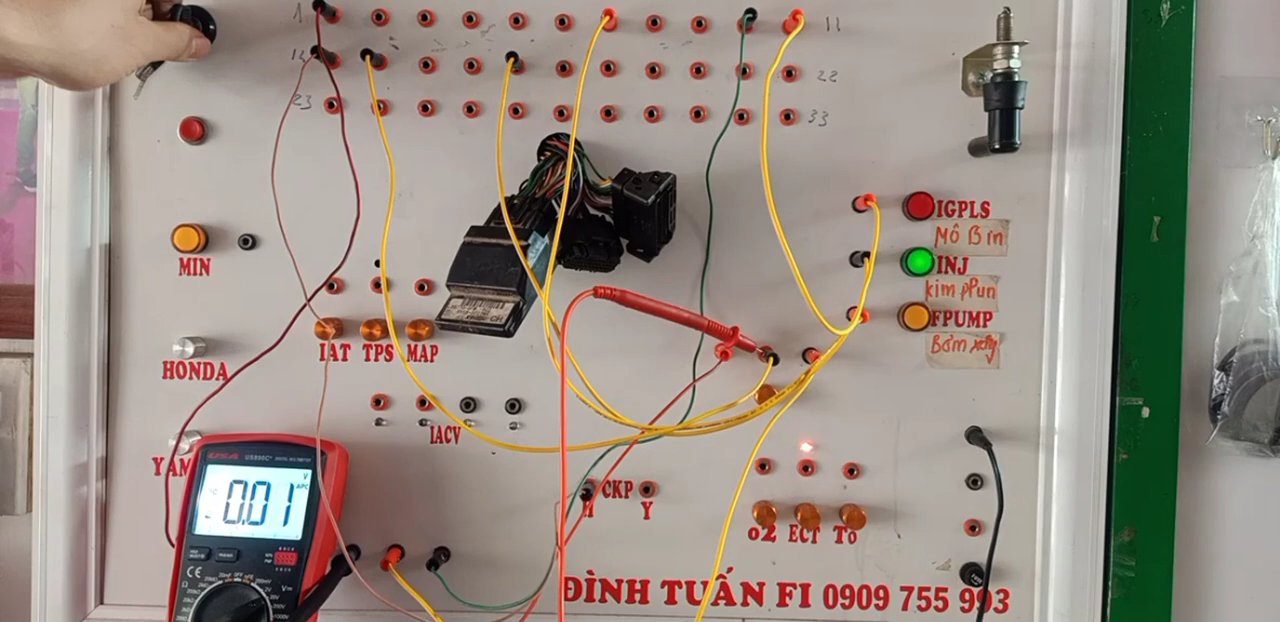 1
11
12
22
23
33
IGPLS
Mô Bin
MIN
INJ
kim phun
FPUMP
Bơm xăng
IAT TPS MAP
HONDA
IACV
YAM
CKP
Y
0.01
o2 ECT To
ĐÌNH TUẤN FI 0909 755 993